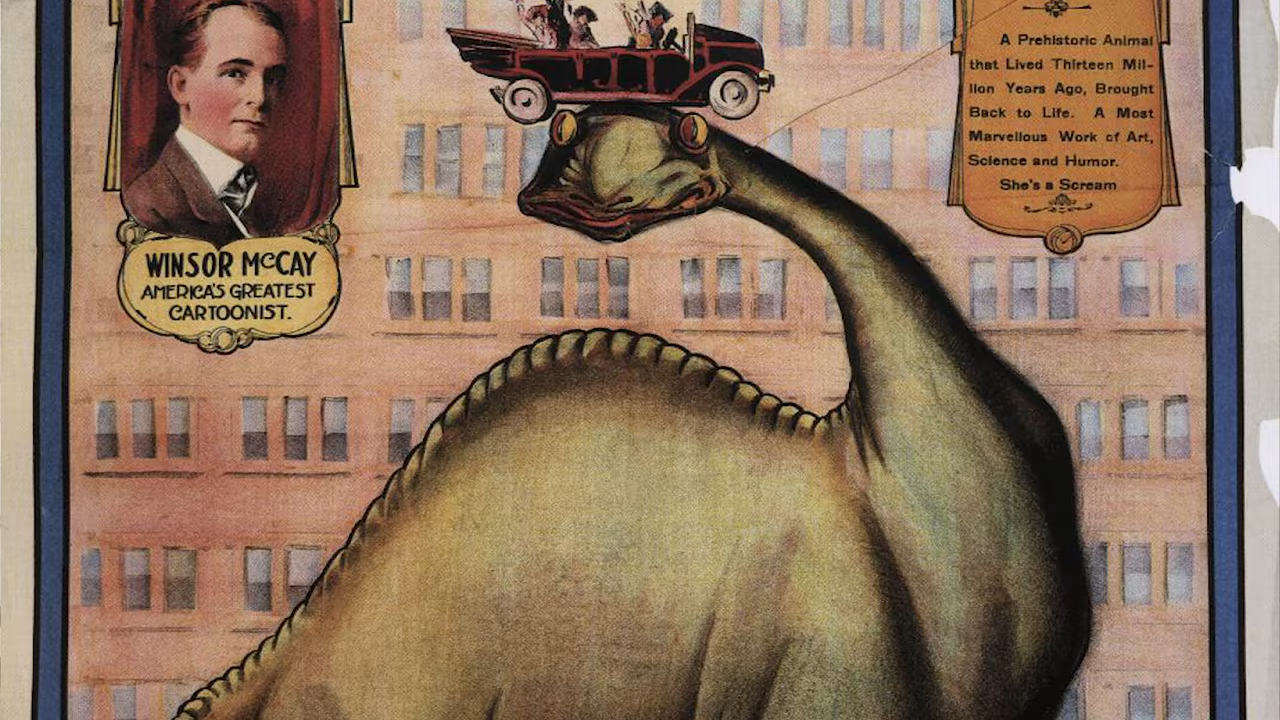 WINSOR McCAY
AMERICA'S GREATEST
CARTOONIST.
A Prehistoric Animal
that Lived Thirteen Mil-
lion Years Ago, Brought
Back to Life. A Most
Marvellous Work of Art,
Science and Humor.
She's a Scream